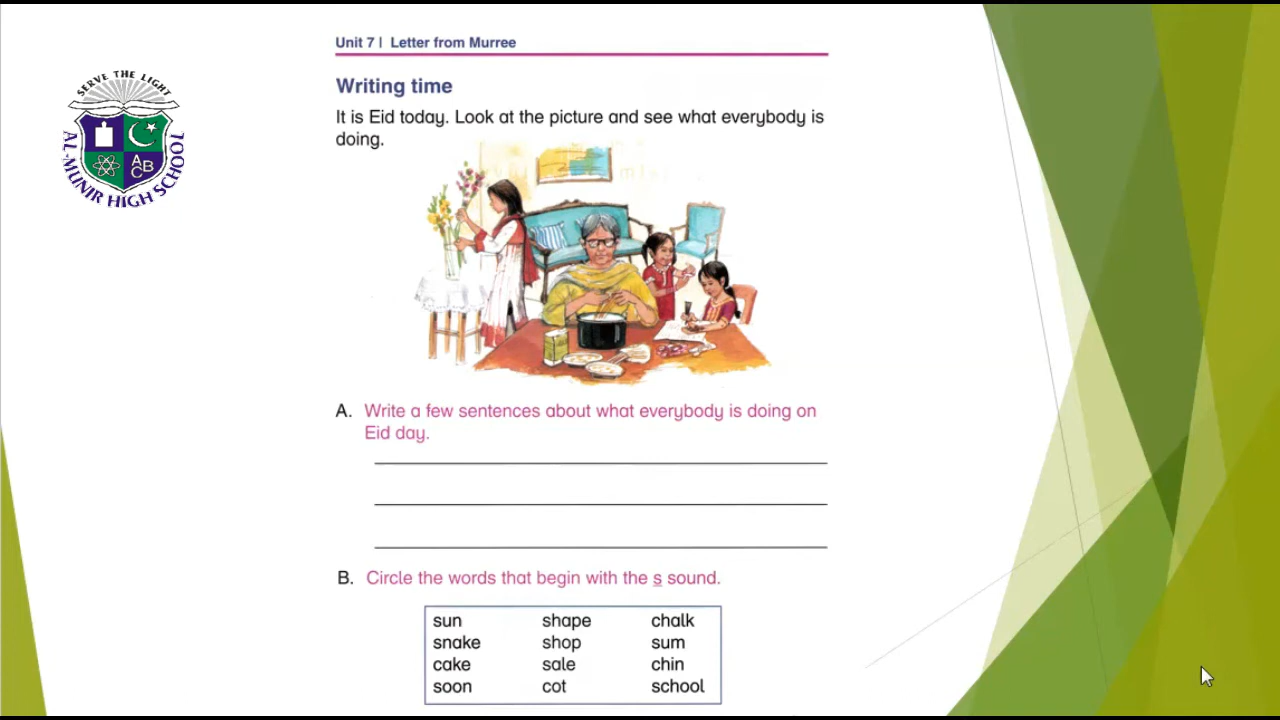 Unit 7 | Letter from Murree
SERVE THE LIGHT
Writing time
It is Eid today. Look at the picture and see what everybody is
doing.
ABC
AL-MUNIR HIGH SCHOOL
A. Write a few sentences about what everybody is doing on
Eid day.
B. Circle the words that begin with the s sound.
sun shape chalk
snake shop sum
cake sale chin
soon cot school